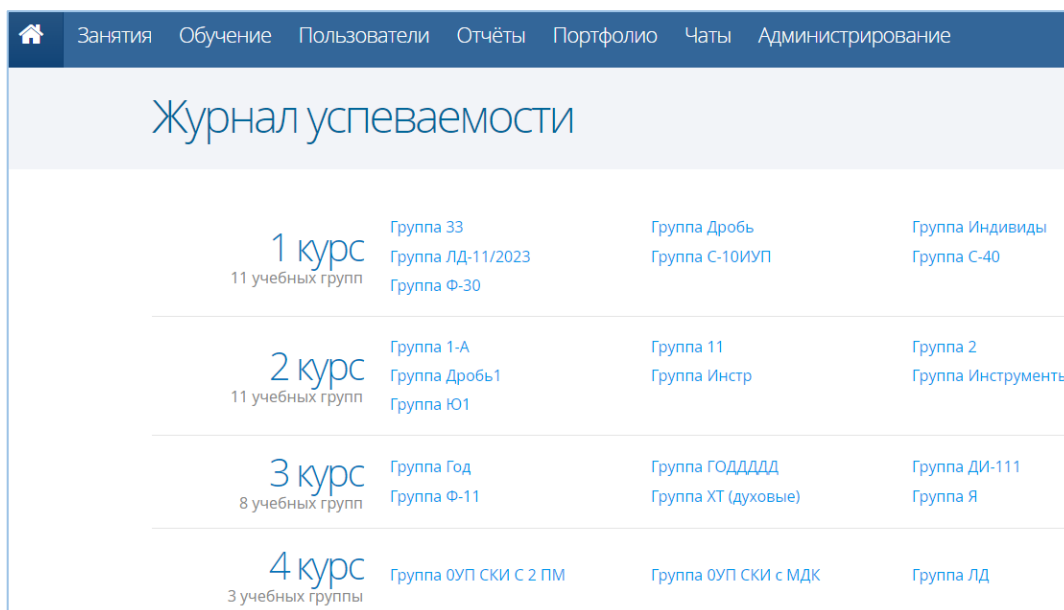 Занятия Обучение Пользователи Отчёты Портфолио Чаты Администрирование
Журнал успеваемости
1 курс
11 учебных групп
Группа 33 Группа Дробь Группа Индивиды
Группа ЛД-11/2023 Группа С-10ИУП Группа С-40
Группа Ф-30
2 курс
11 учебных групп
Группа 1-А Группа 11 Группа 2
Группа Дробь1 Группа Инстр Группа Инструменты
Группа Ю1
3 курс
8 учебных групп
Группа Год Группа ГОДДДДД Группа ДИ-111
Группа Ф-11 Группа ХТ (духовые) Группа Я
4 курс
3 учебных группы
Группа 0УП СКИ С 2 ПМ Группа 0УП СКИ с МДК Группа ЛД